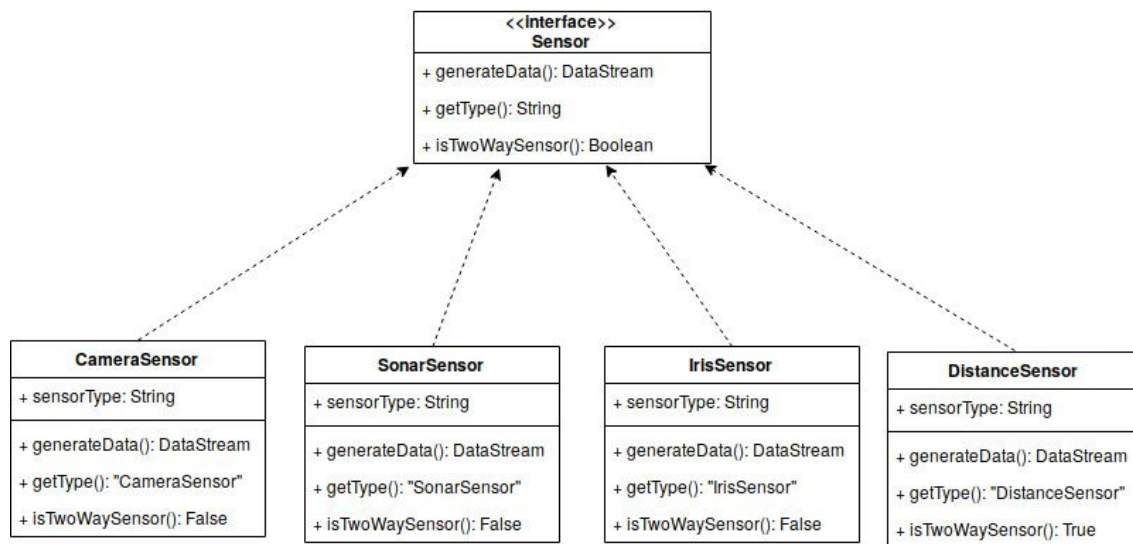 <<interface>>
Sensor
+ generateData(): DataStream
+ getType(): String
+ isTwoWaySensor(): Boolean
CameraSensor
+ sensorType: String
+ generateData(): DataStream
+ getType(): "CameraSensor"
+ isTwoWaySensor(): False
SonarSensor
+ sensorType: String
+ generateData(): DataStream
+ getType(): "SonarSensor"
+ isTwoWaySensor(): False
IrisSensor
+ sensorType: String
+ generateData(): DataStream
+ getType(): "IrisSensor"
+ isTwoWaySensor(): False
DistanceSensor
+ sensorType: String
+ generateData(): DataStream
+ getType(): "DistanceSensor"
+ isTwoWaySensor(): True